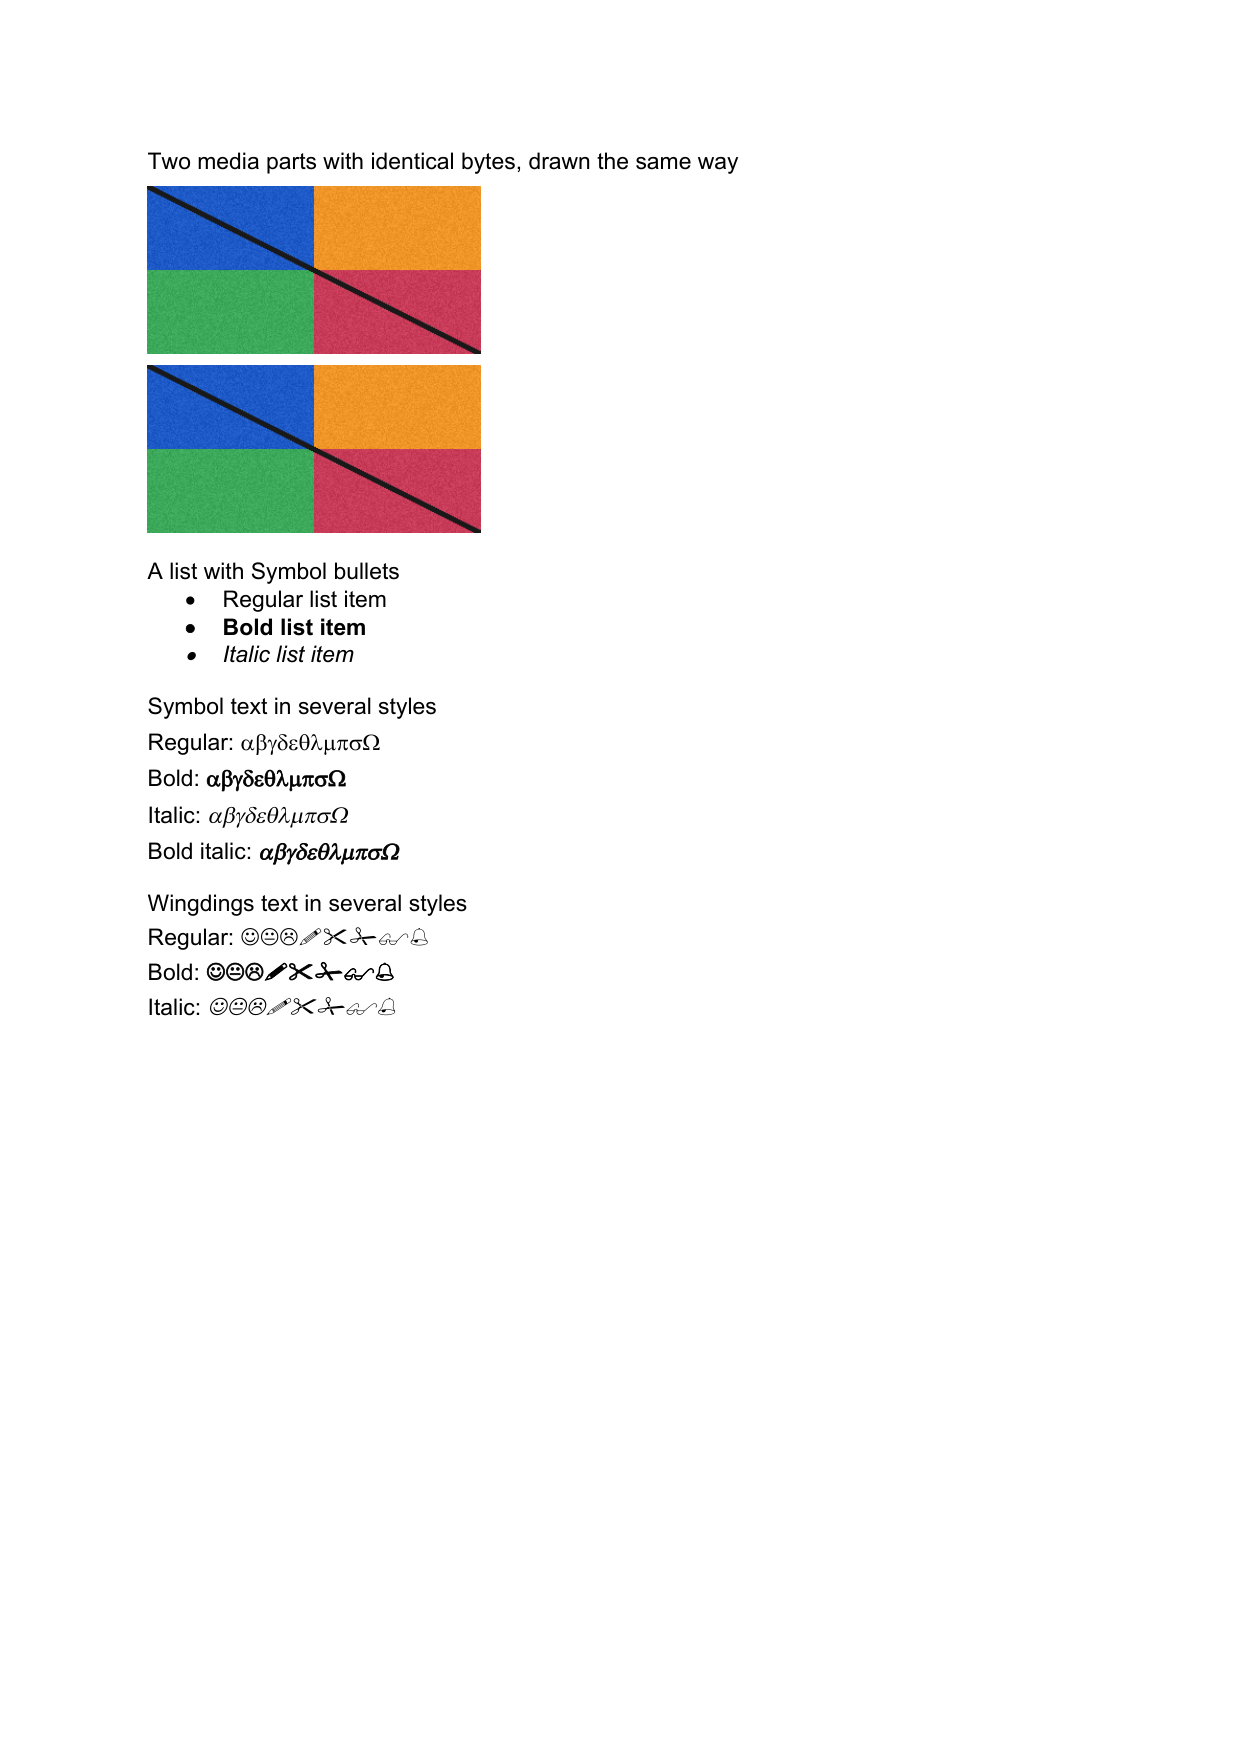 Two media parts with identical bytes, drawn the same way
A list with Symbol bullets
• Regular list item
• Bold list item
• Italic list item
Symbol text in several styles
Regular: αβγδεθλμπσΩ
Bold: αβγδεθλμπσΩ
Italic: αβγδεθλμπσΩ
Bold italic: αβγδεθλμπσΩ
Wingdings text in several styles
Regular: ☺😐☹✏✂✁👓🔔
Bold: ☺😐☹✏✂✁👓🔔
Italic: ☺😐☹✏✂✁👓🔔